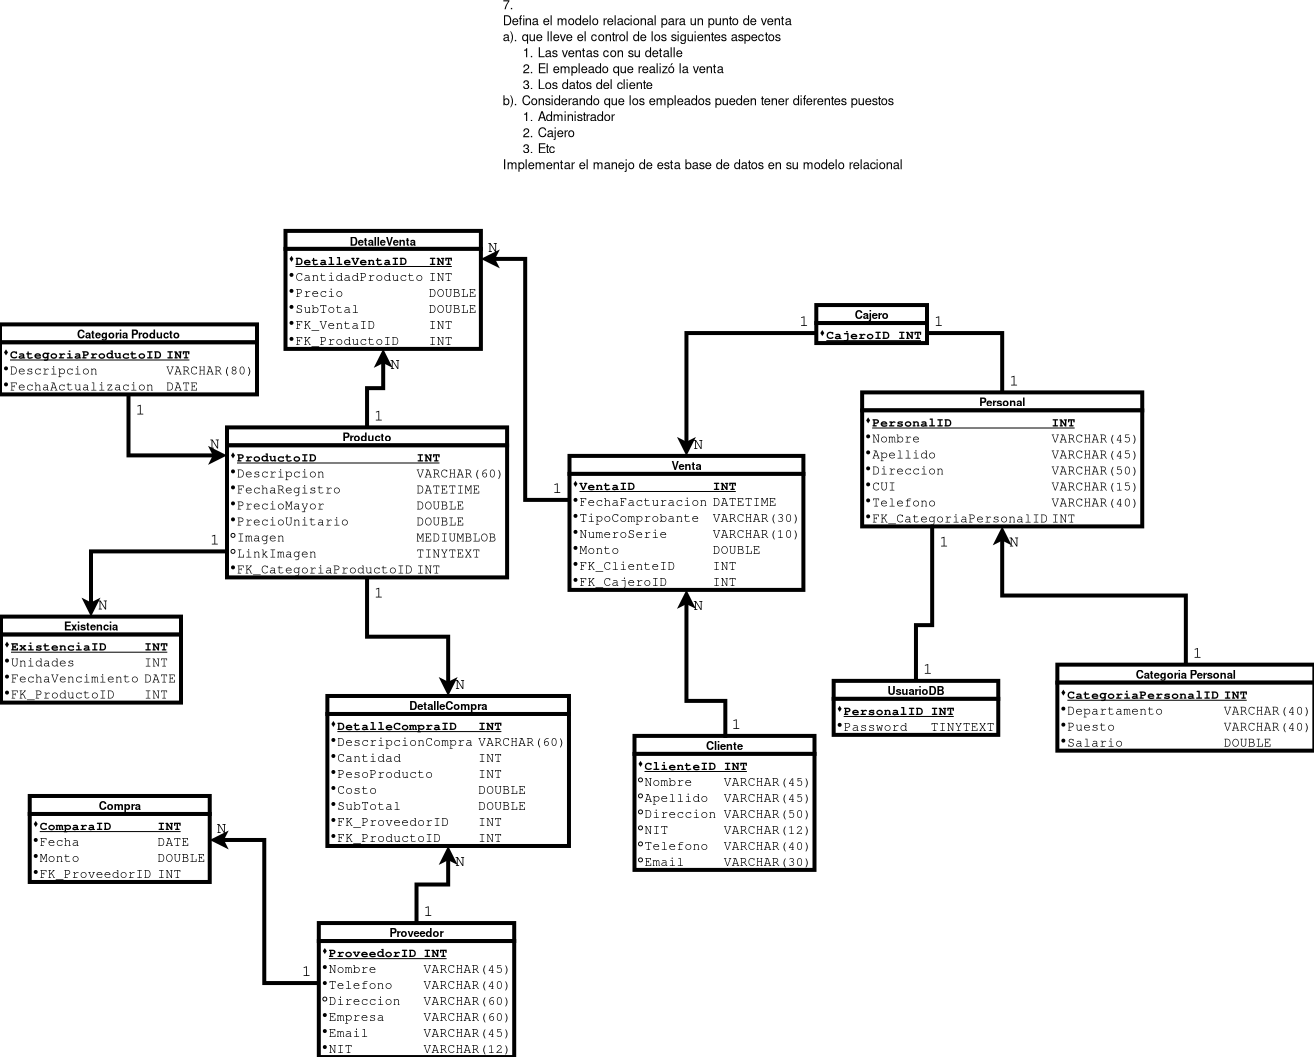 7.
Defina el modelo relacional para un punto de venta
a). que lleve el control de los siguientes aspectos
1. Las ventas con su detalle
2. El empleado que realizó la venta
3. Los datos del cliente
b). Considerando que los empleados pueden tener diferentes puestos
1. Administrador
2. Cajero
3. Etc
Implementar el manejo de esta base de datos en su modelo relacional
DetalleVenta
DetalleVentaID INT
CantidadProducto INT
Precio DOUBLE
SubTotal DOUBLE
FK_VentaID INT
FK_ProductoID INT
N
N
Categoria Producto
CategoriaProductoID INT
Descripcion VARCHAR(80)
FechaActualizacion DATE
1
N
1
Producto
ProductoID INT
Descripcion VARCHAR(60)
FechaRegistro DATETIME
PrecioMayor DOUBLE
PrecioUnitario DOUBLE
Imagen MEDIUMBLOB
LinkImagen TINYTEXT
FK_CategoriaProductoID INT
1
N
1
Existencia
ExistenciaID INT
Unidades INT
FechaVencimiento DATE
FK_ProductoID INT
1
Cajero
1
CajeroID INT
1
Personal
PersonalID INT
Nombre VARCHAR(45)
Apellido VARCHAR(45)
Direccion VARCHAR(50)
CUI VARCHAR(15)
Telefono VARCHAR(40)
FK_CategoriaPersonalID INT
1
N
N
1
Venta
VentaID INT
FechaFacturacion DATETIME
TipoComprobante VARCHAR(30)
NumeroSerie VARCHAR(10)
Monto DOUBLE
FK_ClienteID INT
FK_CajeroID INT
N
1
UsuarioDB
PersonalID INT
Password TINYTEXT
1
Categoria Personal
CategoriaPersonalID INT
Departamento VARCHAR(40)
Puesto VARCHAR(40)
Salario DOUBLE
N
DetalleCompra
DetalleCompraID INT
DescripcionCompra VARCHAR(60)
Cantidad INT
PesoProducto INT
Costo DOUBLE
SubTotal DOUBLE
FK_ProveedorID INT
FK_ProductoID INT
N
1
Cliente
ClienteID INT
Nombre VARCHAR(45)
Apellido VARCHAR(45)
Direccion VARCHAR(50)
NIT VARCHAR(12)
Telefono VARCHAR(40)
Email VARCHAR(30)
Compra
ComparaID INT
Fecha DATE
Monto DOUBLE
FK_ProveedorID INT
N
1
1
Proveedor
ProveedorID INT
Nombre VARCHAR(45)
Telefono VARCHAR(40)
Direccion VARCHAR(60)
Empresa VARCHAR(60)
Email VARCHAR(45)
NIT VARCHAR(12)